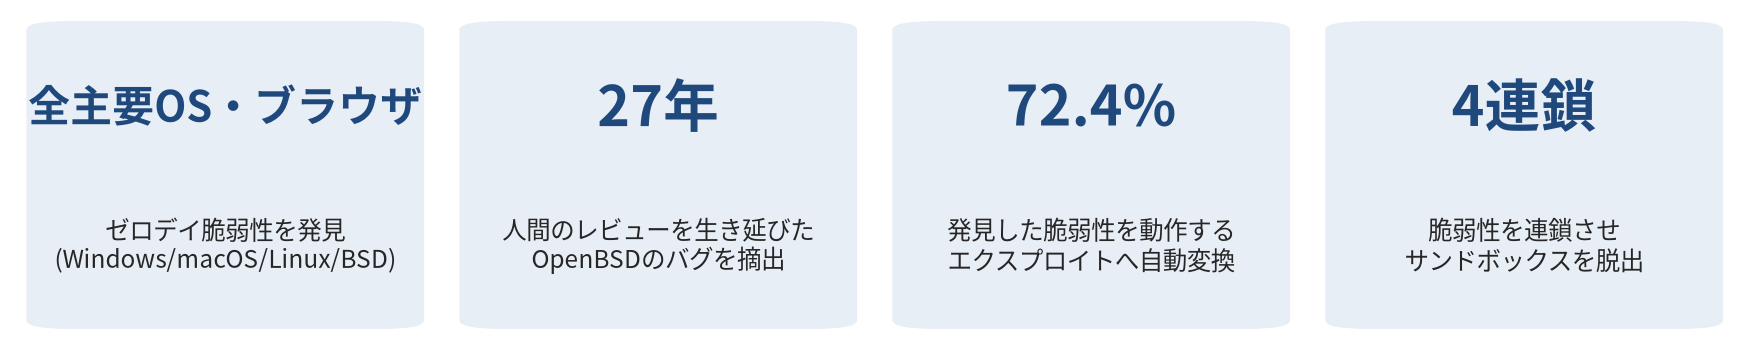 全主要OS・ブラウザ
ゼロデイ脆弱性を発見
(Windows/macOS/Linux/BSD)
27年
人間のレビューを生き延びた
OpenBSDのバグを摘出
72.4%
発見した脆弱性を動作する
エクスプロイトへ自動変換
4連鎖
脆弱性を連鎖させ
サンドボックスを脱出